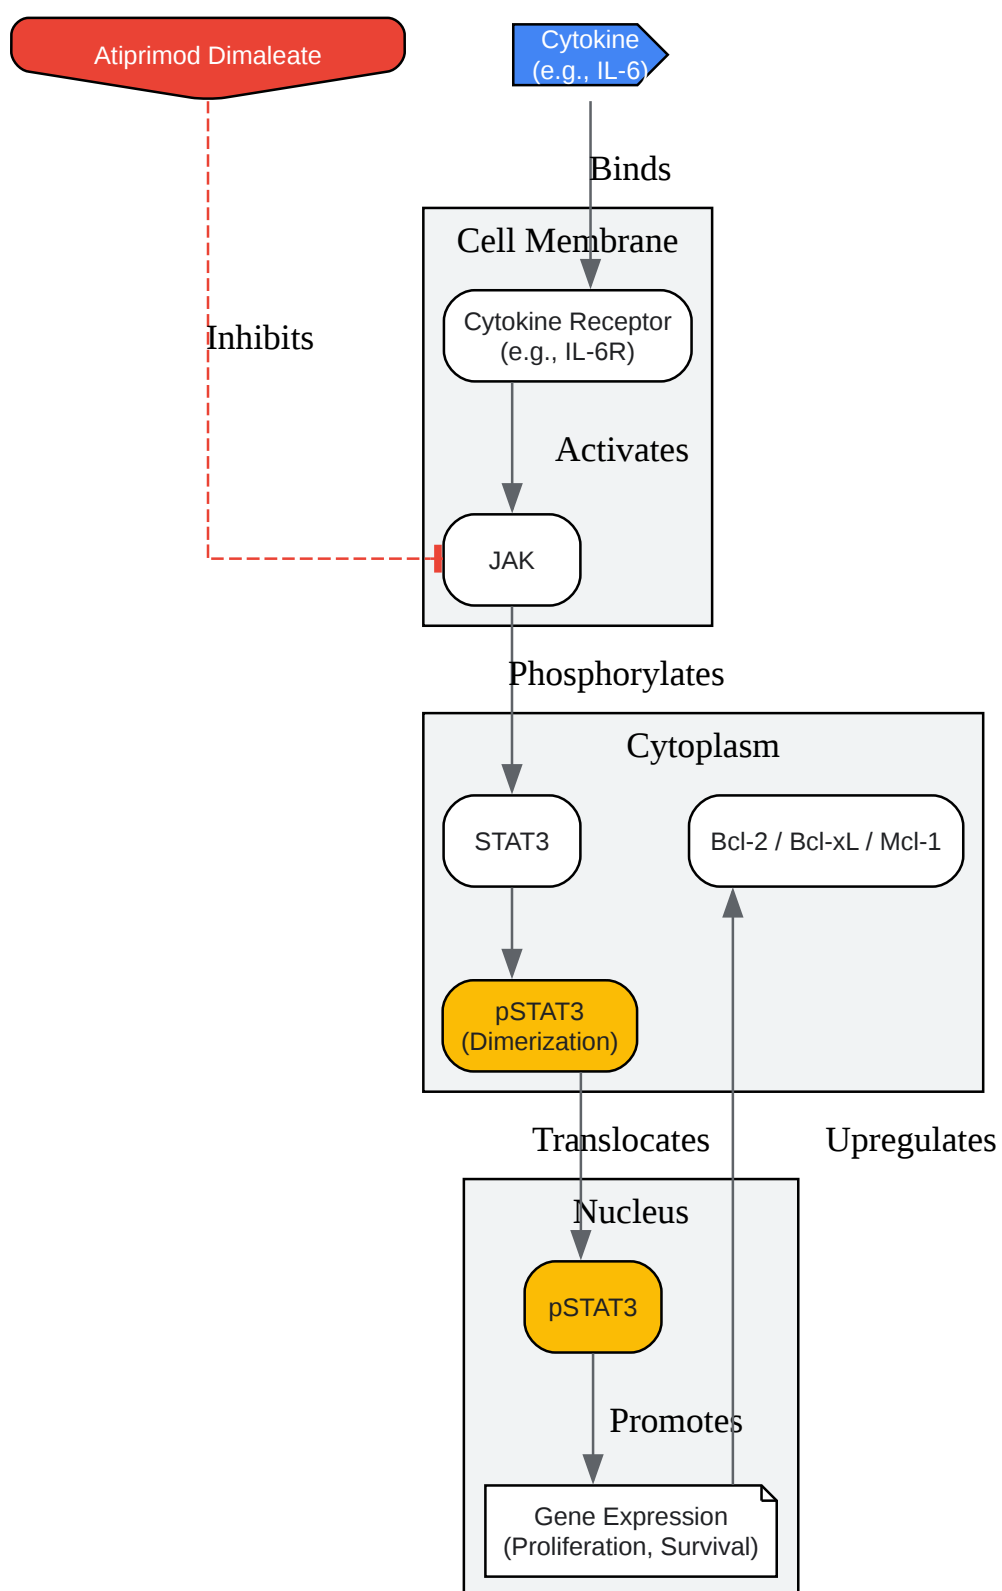 Atiprimod Dimaleate
Cytokine
(e.g., IL-6)
Binds
Cell Membrane
Cytokine Receptor
(e.g., IL-6R)
Inhibits
Activates
JAK
Phosphorylates
Cytoplasm
STAT3
Bcl-2 / Bcl-xL / Mcl-1
pSTAT3
(Dimerization)
Translocates
Upregulates
Nucleus
pSTAT3
Promotes
Gene Expression
(Proliferation, Survival)